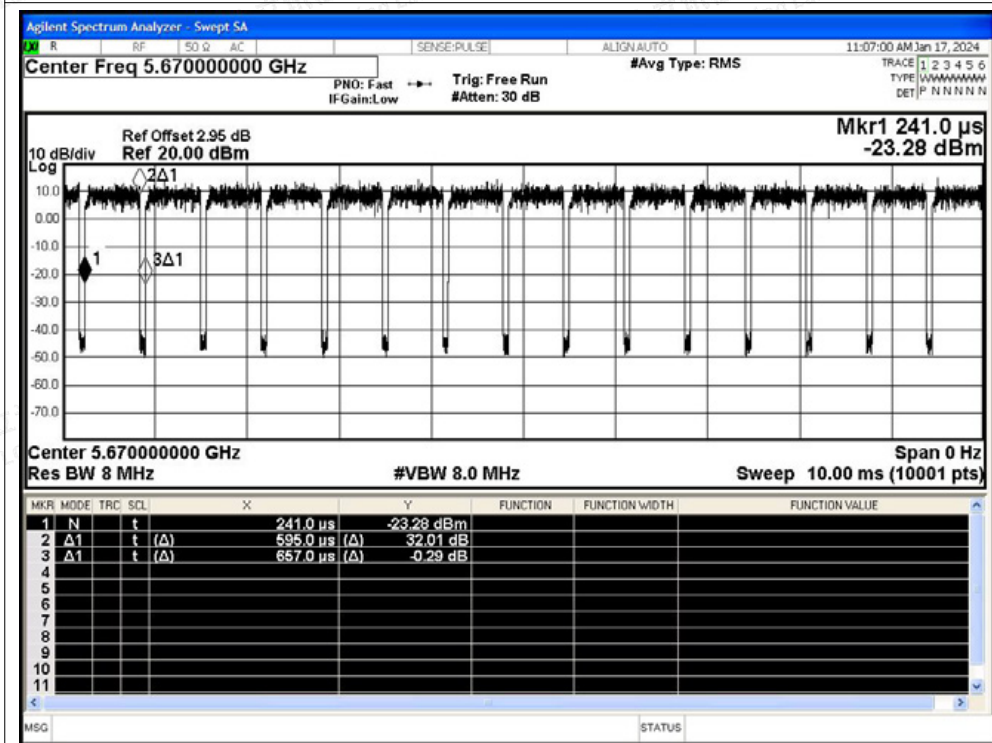 Agilent Spectrum Analyzer - Swept SA
R RF 50 Ω AC SENSE:PULSE ALIGN AUTO 11:07:00 AM Jan 17, 2024
Center Freq 5.670000000 GHz #Avg Type: RMS TRACE 1 2 3 4 5 6
PNO: Fast Trig: Free Run TYPE WWWWWW
IFGain:Low #Atten: 30 dB DET P N N N N N
Mkr1 241.0 µs
Ref Offset 2.95 dB
10 dB/div Ref 20.00 dBm -23.28 dBm
Log
2Δ1
10.0
0.00
-10.0
1 3Δ1
-20.0
-30.0
-40.0
-50.0
-60.0
-70.0
Center 5.670000000 GHz Span 0 Hz
Res BW 8 MHz #VBW 8.0 MHz Sweep 10.00 ms (10001 pts)
MKR MODE TRC SCL X Y FUNCTION FUNCTION WIDTH FUNCTION VALUE
1 N t 241.0 µs -23.28 dBm
2 Δ1 t (Δ) 595.0 µs (Δ) 32.01 dB
3 Δ1 t (Δ) 657.0 µs (Δ) -0.29 dB
4
5
6
7
8
9
10
11
MSG STATUS